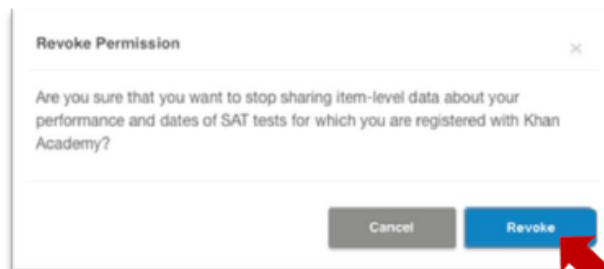 Revoke Permission
×
Are you sure that you want to stop sharing item-level data about your
performance and dates of SAT tests for which you are registered with Khan
Academy?
Cancel
Revoke